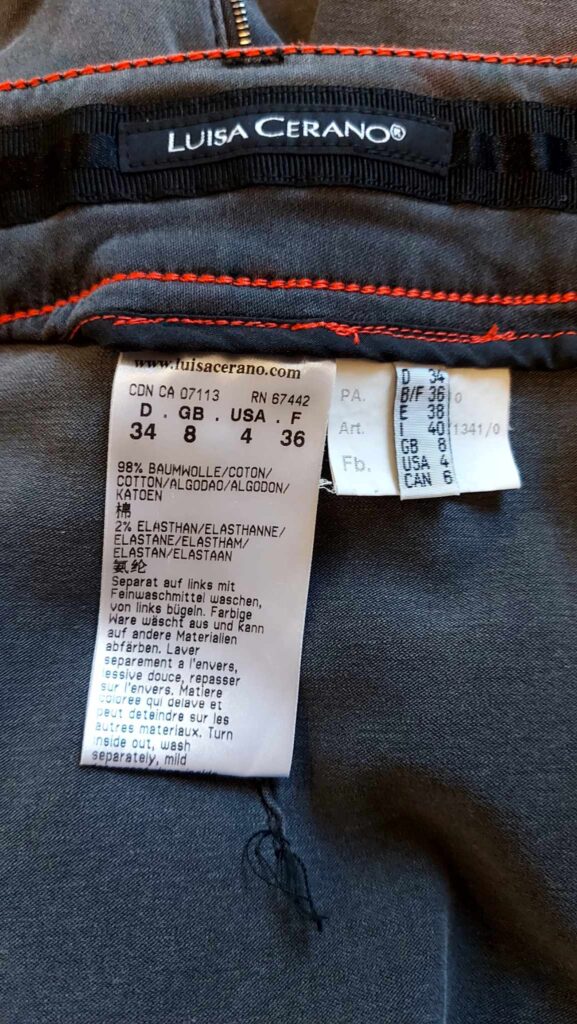 LUISA CERANO®
www.luisacerano.com
CDN CA 07113 RN 67442
D . GB . USA . F
34 8 4 36
98% BAUMWOLLE/COTON/
COTTON/ALGODAO/ALGODON/
KATOEN
棉
2% ELASTHAN/ELASTHANNE/
ELASTANE/ELASTHAM/
ELASTAN/ELASTAAN
氨纶
Separat auf links mit
Feinwaschmittel waschen,
von links bügeln. Farbige
Ware wäscht aus und kann
auf andere Materialien
abfärben. Laver
separement a l'envers,
lessive douce, repasser
sur l'envers. Matiere
coloree qui delave et
peut deteindre sur les
autres materiaux. Turn
inside out, wash
separately, mild
PA.
Art. 1341/0
Fb.
D 34
B/F 36
E 38
I 40
GB 8
USA 4
CAN 6